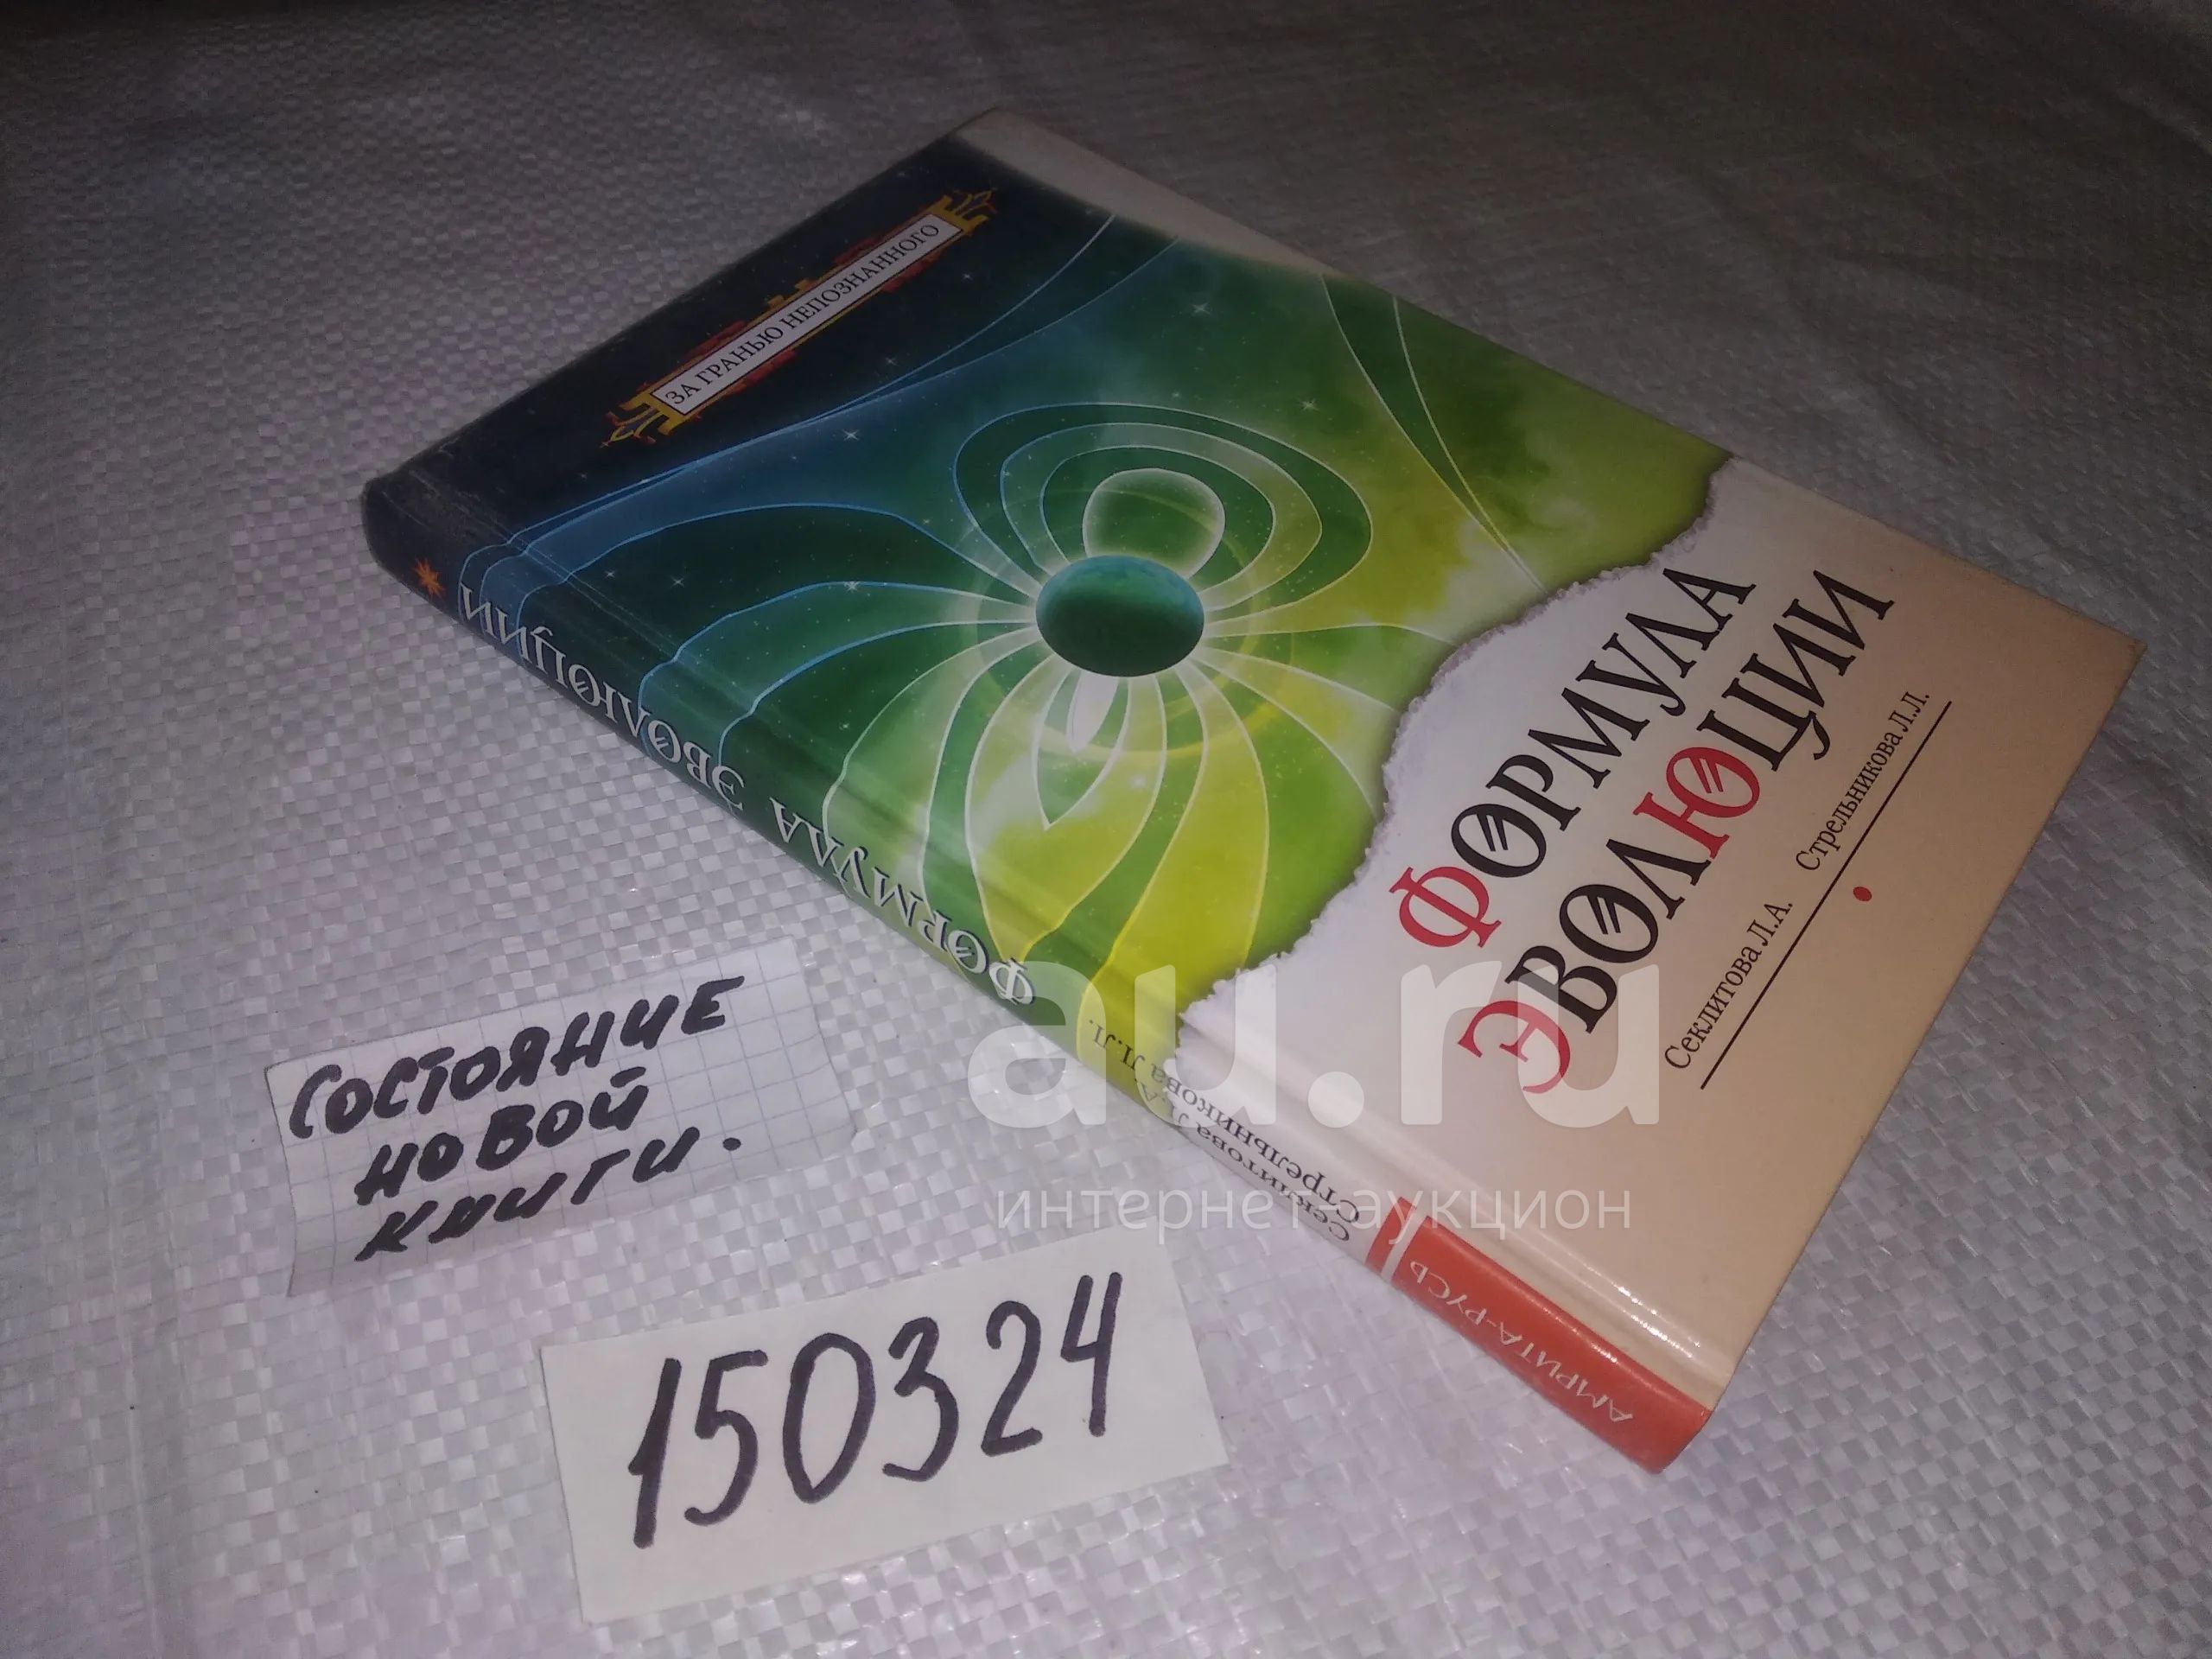 ЗА ГРАНЬЮ НЕПОЗНАННОГО
ФОРМУЛА
ЭВОЛЮЦИИ
Секлитова Л.А. Стрельникова Л.Л.
ФОРМУЛА ЭВОЛЮЦИИ
Секлитова Л.А.
Стрельникова Л.Л.
АМРИТА-РУСЬ
СОСТОЯНИЕ
НОВОЙ
КНИГИ.
150324
au.ru
интернет-аукцион